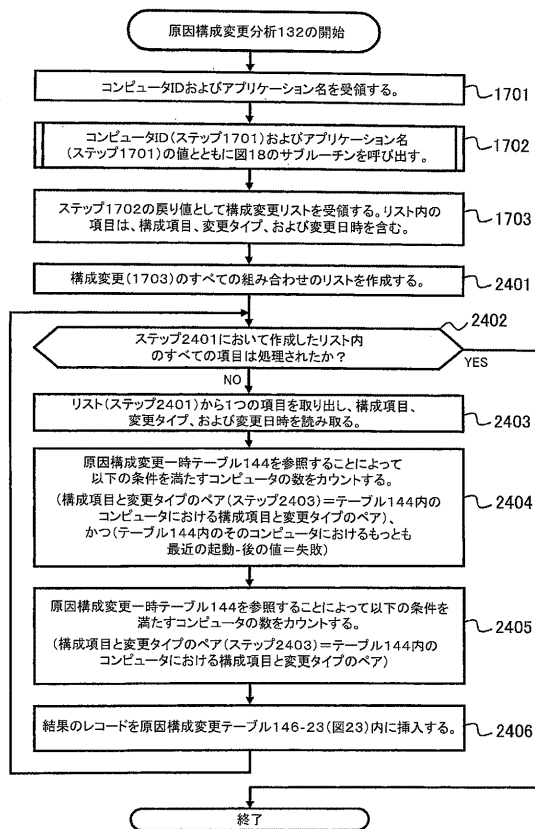 原因構成変更分析132の開始
コンピュータIDおよびアプリケーション名を受領する。
1701
コンピュータID(ステップ1701)およびアプリケーション名
(ステップ1701)の値とともに図18のサブルーチンを呼び出す。
1702
ステップ1702の戻り値として構成変更リストを受領する。リスト内の
項目は、構成項目、変更タイプ、および変更日時を含む。
1703
構成変更(1703)のすべての組み合わせのリストを作成する。
2401
2402
ステップ2401において作成したリスト内
のすべての項目は処理されたか？
YES
NO
リスト(ステップ2401)から1つの項目を取り出し、構成項目、
変更タイプ、および変更日時を読み取る。
2403
原因構成変更一時テーブル144を参照することによって
以下の条件を満たすコンピュータの数をカウントする。
(構成項目と変更タイプのペア(ステップ2403)＝テーブル144内の
コンピュータにおける構成項目と変更タイプのペア)、
かつ(テーブル144内のそのコンピュータにおけるもっとも
最近の起動-後の値＝失敗)
2404
原因構成変更一時テーブル144を参照することによって以下の条件を
満たすコンピュータの数をカウントする。
(構成項目と変更タイプのペア(ステップ2403)＝テーブル144内の
コンピュータにおける構成項目と変更タイプのペア)
2405
結果のレコードを原因構成変更テーブル146-23(図23)内に挿入する。
2406
終了